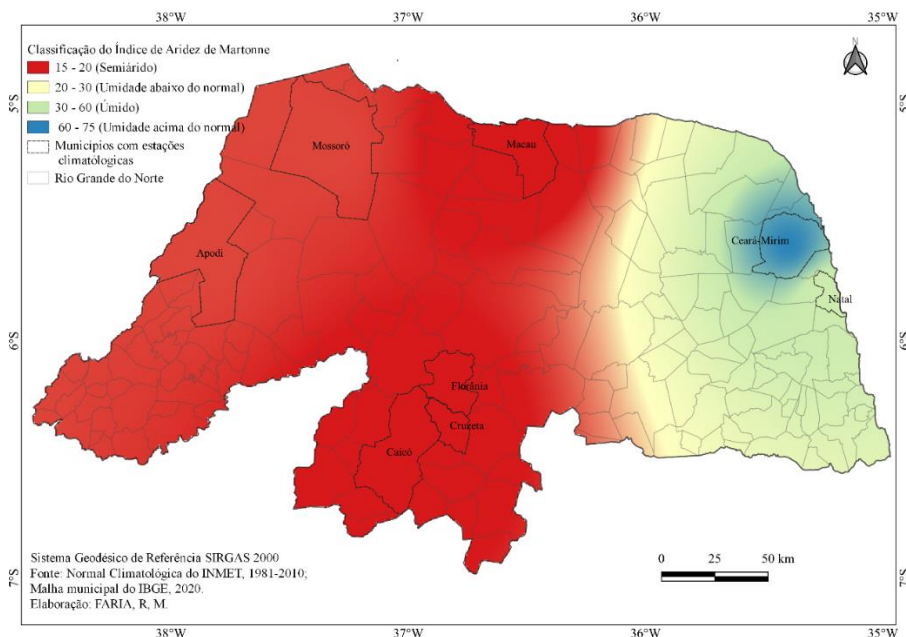 38°W 37°W 36°W 35°W
Classificação do Índice de Aridez de Martonne
15 - 20 (Semiárido)
20 - 30 (Umidade abaixo do normal)
30 - 60 (Úmido)
60 - 75 (Umidade acima do normal)
Municípios com estações
climatológicas
Rio Grande do Norte
N
5°S
5°S
Mossoró
Macau
Ceará-Mirim
Apodi
Natal
6°S
6°S
Florânia
Cruzeta
Caicó
Sistema Geodésico de Referência SIRGAS 2000
Fonte: Normal Climatológica do INMET, 1981-2010;
Malha municipal do IBGE, 2020.
Elaboração: FARIA, R, M.
0 25 50 km
7°S
7°S
38°W 37°W 36°W 35°W